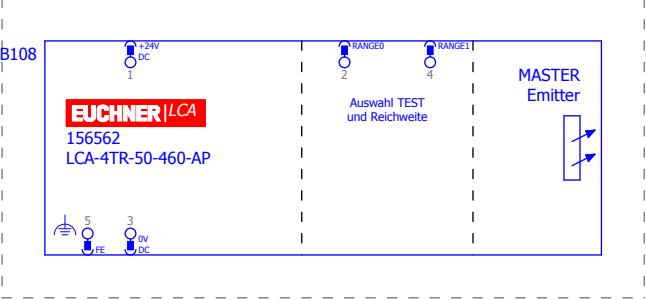 B108
+24V
DC
1
RANGE0
2
RANGE1
4
MASTER
Emitter
Auswahl TEST
und Reichweite
EUCHNER|LCA
156562
LCA-4TR-50-460-AP
5
FE
3
0V
DC